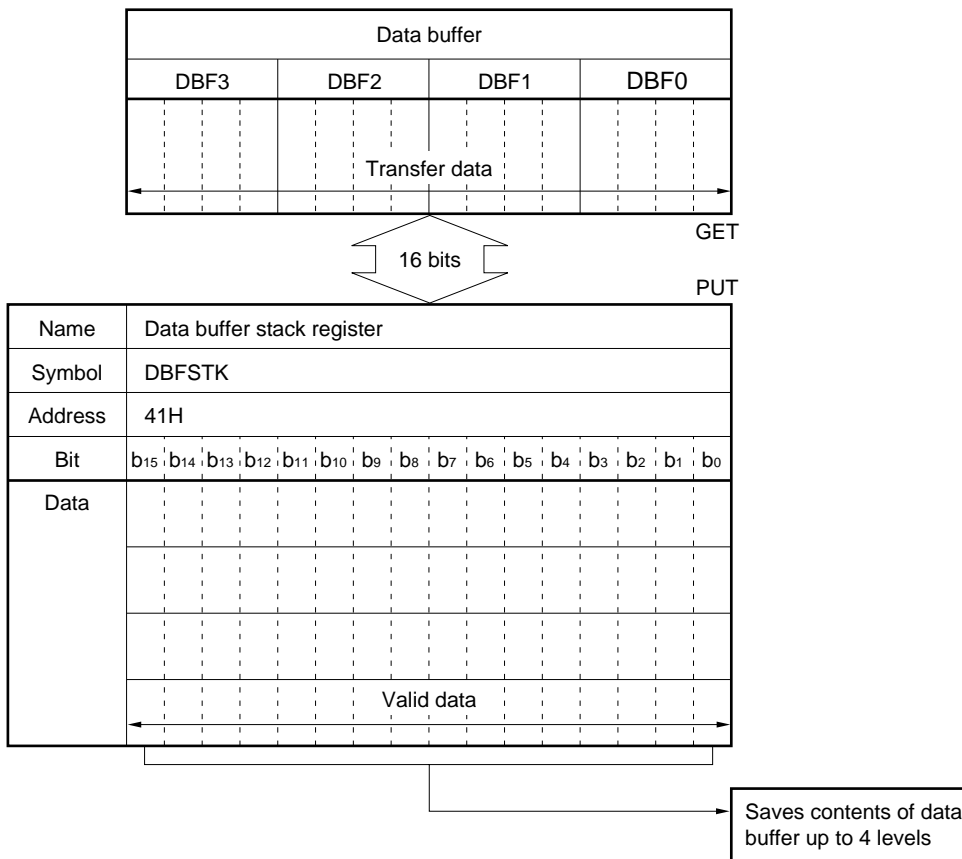 Data buffer
DBF3 DBF2 DBF1 DBF0
Transfer data
GET
16 bits
PUT
Name Data buffer stack register
Symbol DBFSTK
Address 41H
Bit b15 b14 b13 b12 b11 b10 b9 b8 b7 b6 b5 b4 b3 b2 b1 b0
Data
Valid data
Saves contents of data
buffer up to 4 levels